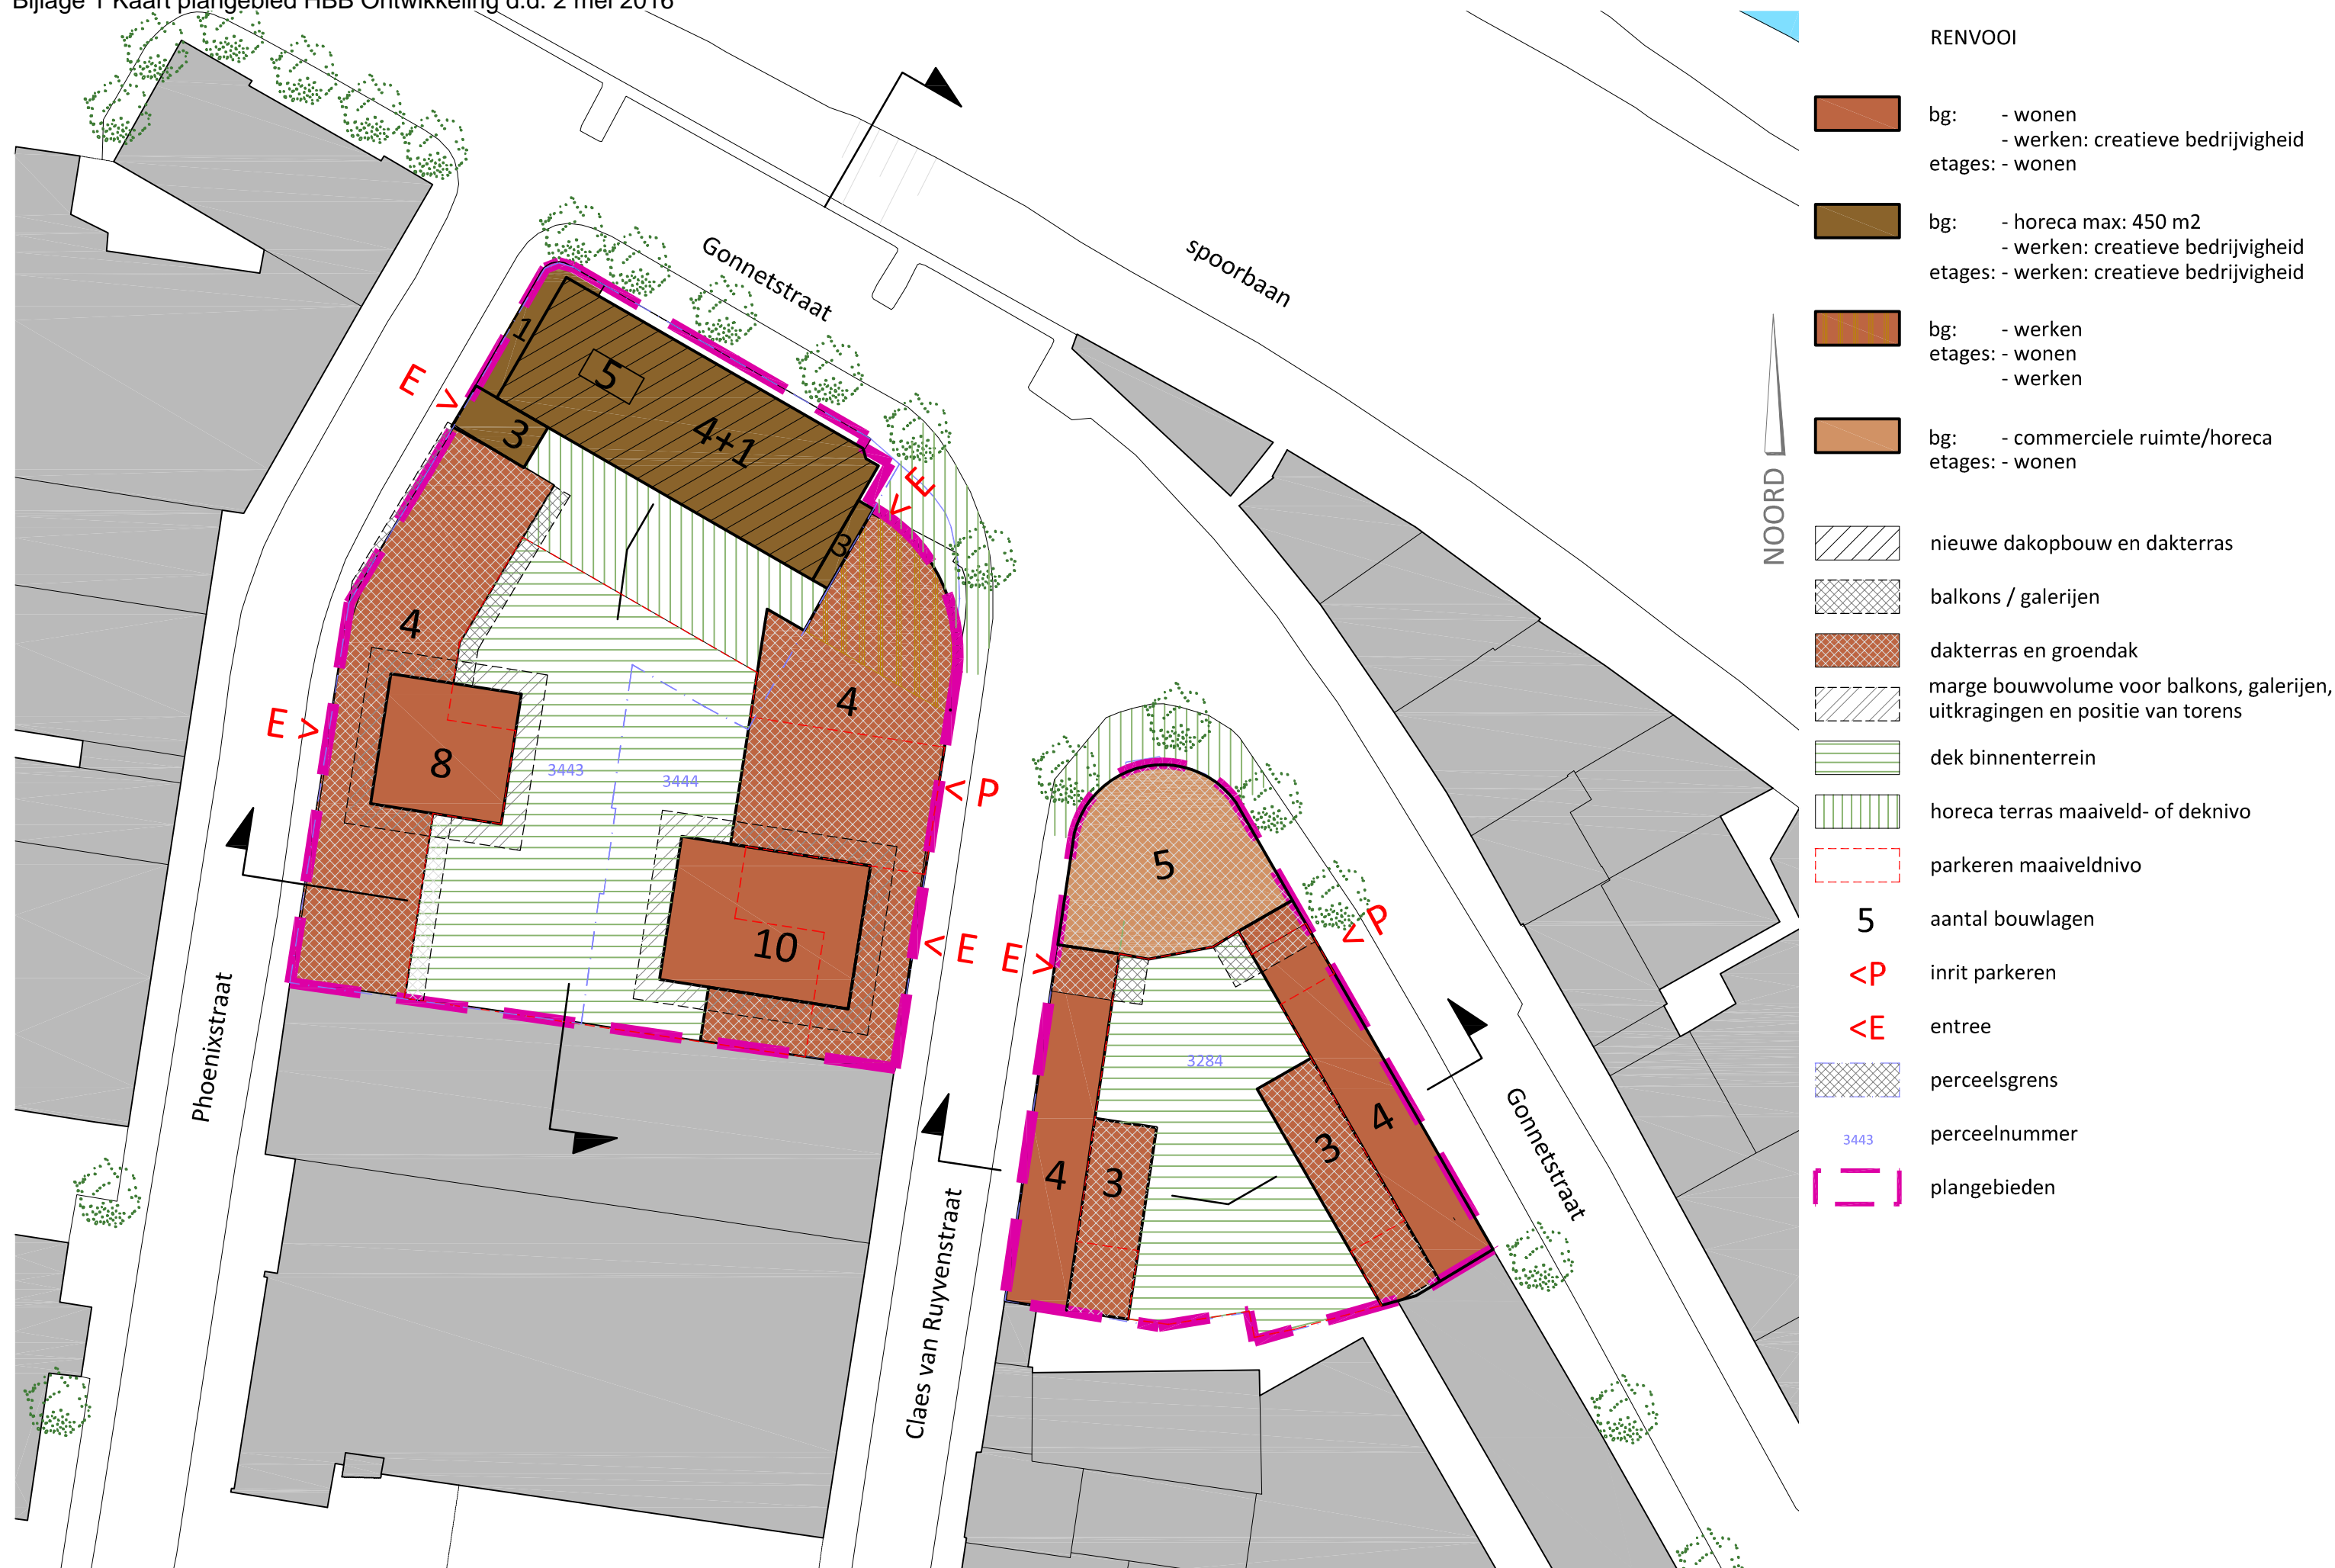 Bijlage 1 Kaart plangebied HBB Ontwikkeling d.d. 2 mei 2016
Gonnetstraat
spoorbaan
1
5
E >
3
4+1
< E
3
4
4
E >
8
3443
3444
< P
10
< E
E >
5
< P
3284
4
3
3
4
Phoenixstraat
Claes van Ruyvenstraat
Gonnetstraat
NOORD
RENVOOI
bg: - wonen
- werken: creatieve bedrijvigheid
etages: - wonen
bg: - horeca max: 450 m2
- werken: creatieve bedrijvigheid
etages: - werken: creatieve bedrijvigheid
bg: - werken
etages: - wonen
- werken
bg: - commerciele ruimte/horeca
etages: - wonen
nieuwe dakopbouw en dakterras
balkons / galerijen
dakterras en groendak
marge bouwvolume voor balkons, galerijen,
uitkragingen en positie van torens
dek binnenterrein
horeca terras maaiveld- of deknivo
parkeren maaiveldnivo
5 aantal bouwlagen
<P inrit parkeren
<E entree
perceelsgrens
3443 perceelnummer
plangebieden